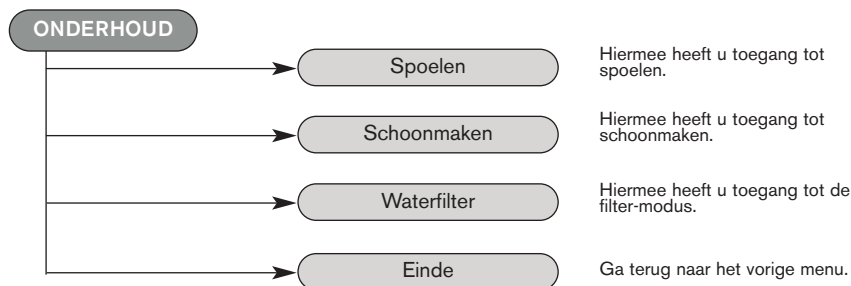 ONDERHOUD
Spoelen
Hiermee heeft u toegang tot
spoelen.
Schoonmaken
Hiermee heeft u toegang tot
schoonmaken.
Waterfilter
Hiermee heeft u toegang tot de
filter-modus.
Einde
Ga terug naar het vorige menu.